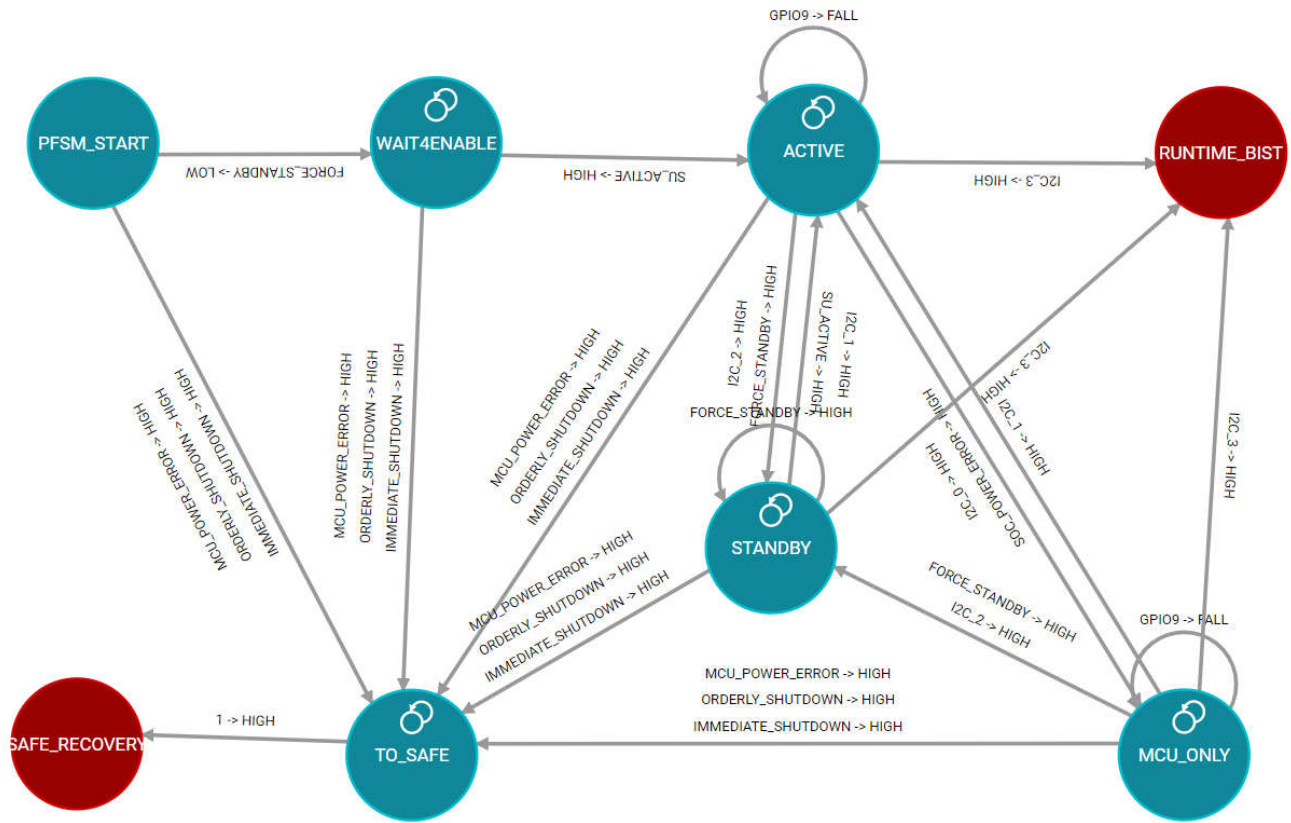 GPIO9 -> FALL
PFSM_START
WAIT4ENABLE
ACTIVE
RUNTIME_BIST
FORCE_STANDBY -> LOW
SU_ACTIVE -> HIGH
I2C_3 -> HIGH
IMMEDIATE_SHUTDOWN -> HIGH
ORDERLY_SHUTDOWN -> HIGH
MCU_POWER_ERROR -> HIGH
MCU_POWER_ERROR -> HIGH
ORDERLY_SHUTDOWN -> HIGH
IMMEDIATE_SHUTDOWN -> HIGH
MCU_POWER_ERROR -> HIGH
ORDERLY_SHUTDOWN -> HIGH
IMMEDIATE_SHUTDOWN -> HIGH
I2C_2 -> HIGH
FORCE_STANDBY -> HIGH
I2C_1 -> HIGH
SU_ACTIVE -> HIGH
FORCE_STANDBY -> HIGH
I2C_3 -> HIGH
I2C_1 -> HIGH
SOC_POWER_ERROR -> HIGH
I2C_0 -> HIGH
I2C_3 -> HIGH
STANDBY
MCU_POWER_ERROR -> HIGH
ORDERLY_SHUTDOWN -> HIGH
IMMEDIATE_SHUTDOWN -> HIGH
FORCE_STANDBY -> HIGH
I2C_2 -> HIGH
GPIO9 -> FALL
MCU_POWER_ERROR -> HIGH
ORDERLY_SHUTDOWN -> HIGH
IMMEDIATE_SHUTDOWN -> HIGH
1 -> HIGH
SAFE_RECOVERY
TO_SAFE
MCU_ONLY